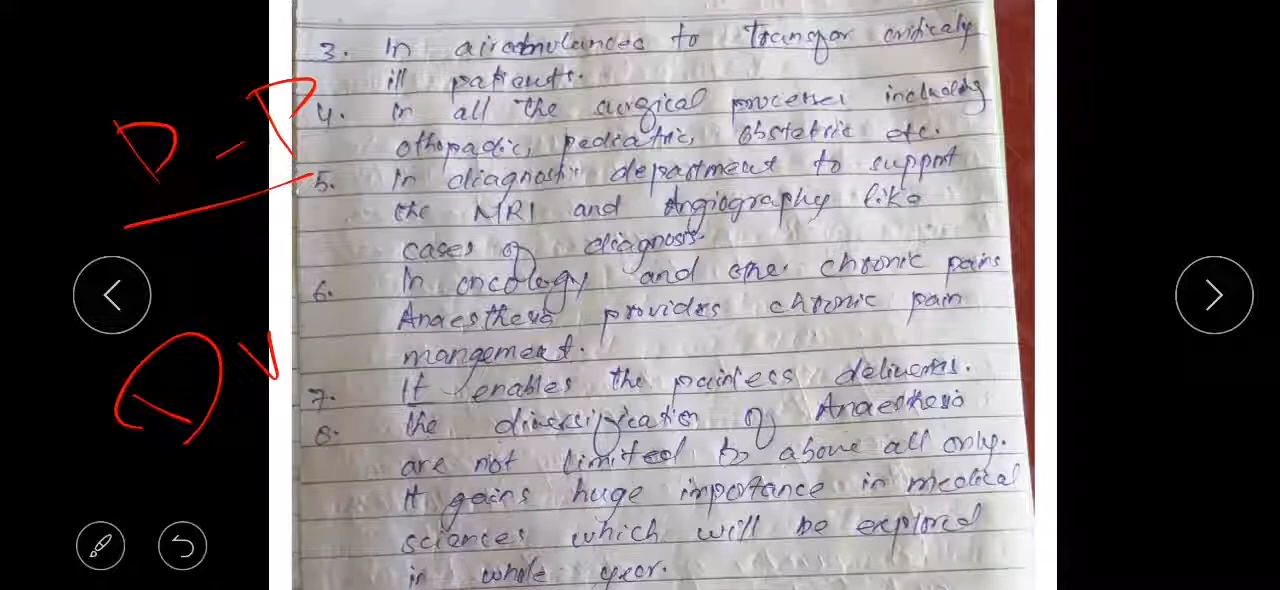 3. In airambulances to transfar criticaly
ill patients.
4. In all the surgical processes including
othopadic, pediatric, obstetric etc.
5. In diagnostic department to support
the MRI and Angiography like
cases of diagnosis
6. In oncology and other chronic pains
Anaesthesia provides chronic pain
mangement.
7. It enables the painless deliveries.
8. the diversification of Anaesthesia
are not limited to above all only.
It gains huge importance in medical
sciences which will be explored
in whole year.
D-P